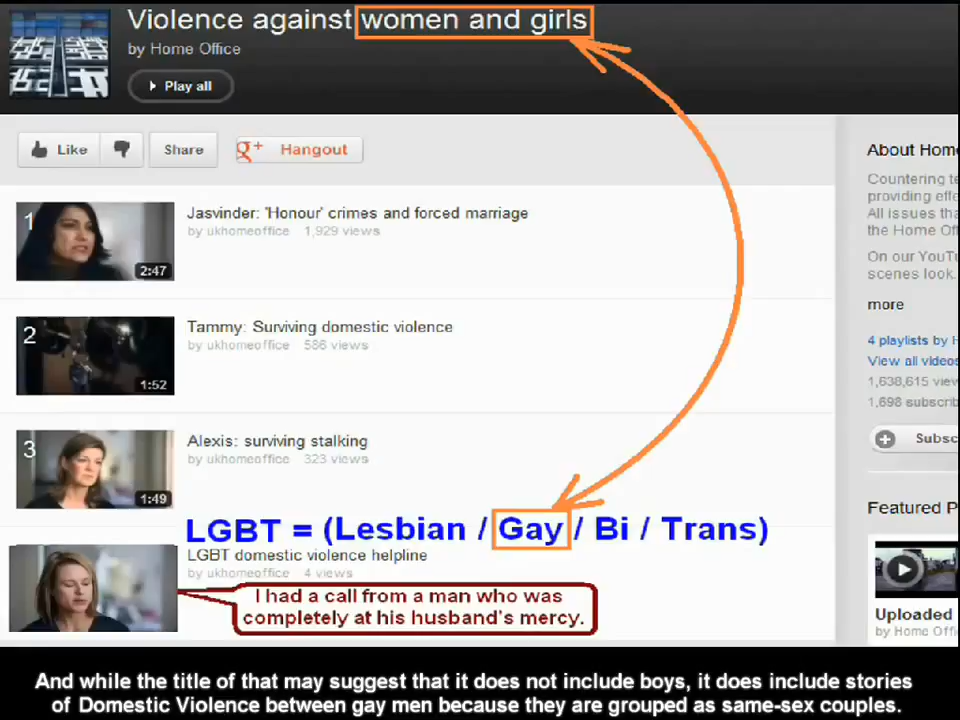 Violence against women and girls
by Home Office
Play all
Like
Share
g+ Hangout
1
Jasvinder: 'Honour' crimes and forced marriage
by ukhomeoffice 1,929 views
2:47
2
Tammy: Surviving domestic violence
by ukhomeoffice 586 views
1:52
3
Alexis: surviving stalking
by ukhomeoffice 323 views
1:49
LGBT = (Lesbian / Gay / Bi / Trans)
LGBT domestic violence helpline
by ukhomeoffice 4 views
I had a call from a man who was
completely at his husband's mercy.
About Hom
Countering te
providing effe
All issues tha
the Home Off
On our YouTu
scenes look.
more
4 playlists by H
View all videos
1,638,615 view
1,698 subscrib
Subsc
Featured P
Uploaded
by Home Offi
And while the title of that may suggest that it does not include boys, it does include stories
of Domestic Violence between gay men because they are grouped as same-sex couples.